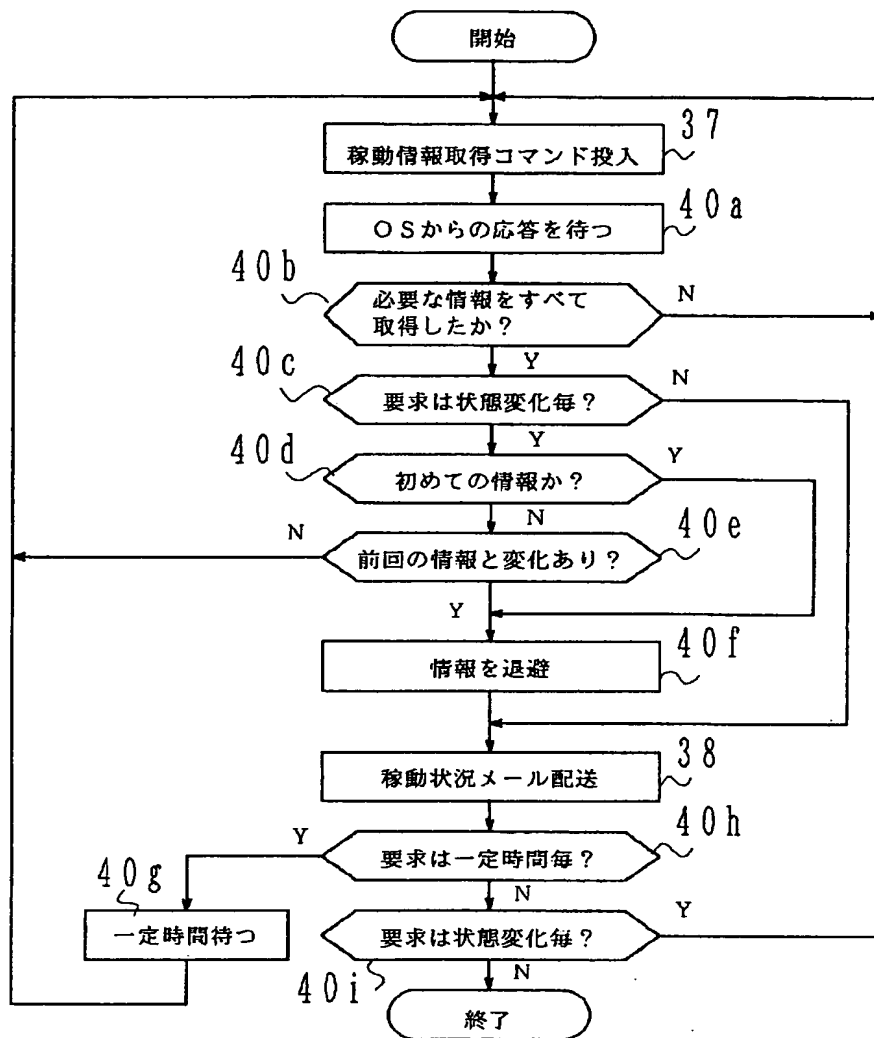 開始
37
稼動情報取得コマンド投入
40a
OSからの応答を待つ
40b
必要な情報をすべて
取得したか?
N
Y
40c
要求は状態変化毎?
N
Y
40d
初めての情報か?
Y
N
40e
前回の情報と変化あり?
N
Y
40f
情報を退避
38
稼動状況メール配送
40h
要求は一定時間毎?
Y
N
40g
一定時間待つ
要求は状態変化毎?
Y
40i
N
終了